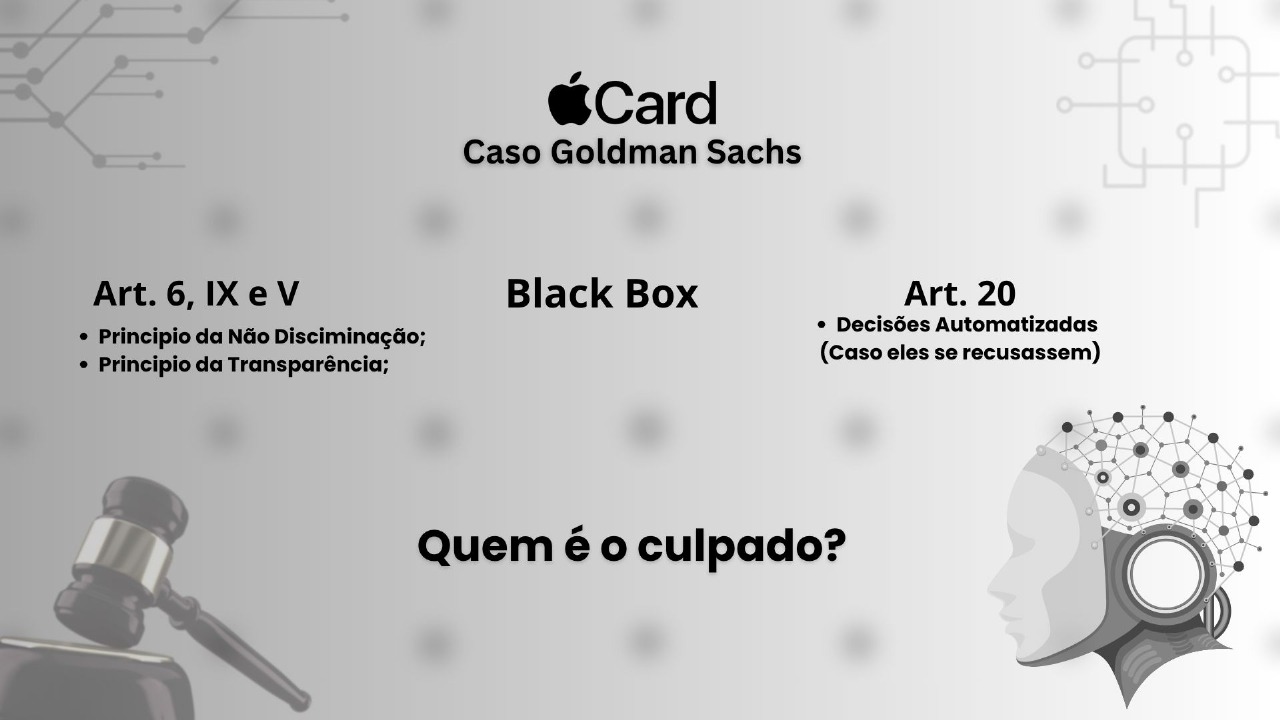 Card
Caso Goldman Sachs
Art. 6, IX e V
• Principio da Não Disciminação;
• Principio da Transparência;
Black Box
Art. 20
• Decisões Automatizadas
(Caso eles se recusassem)
Quem é o culpado?